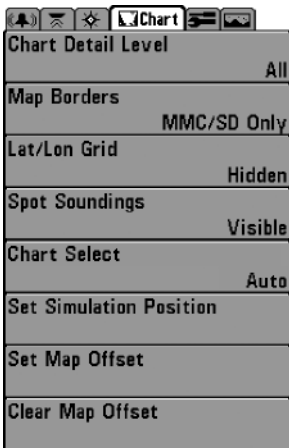 Chart
Chart Detail Level
All
Map Borders
MMC/SD Only
Lat/Lon Grid
Hidden
Spot Soundings
Visible
Chart Select
Auto
Set Simulation Position
Set Map Offset
Clear Map Offset